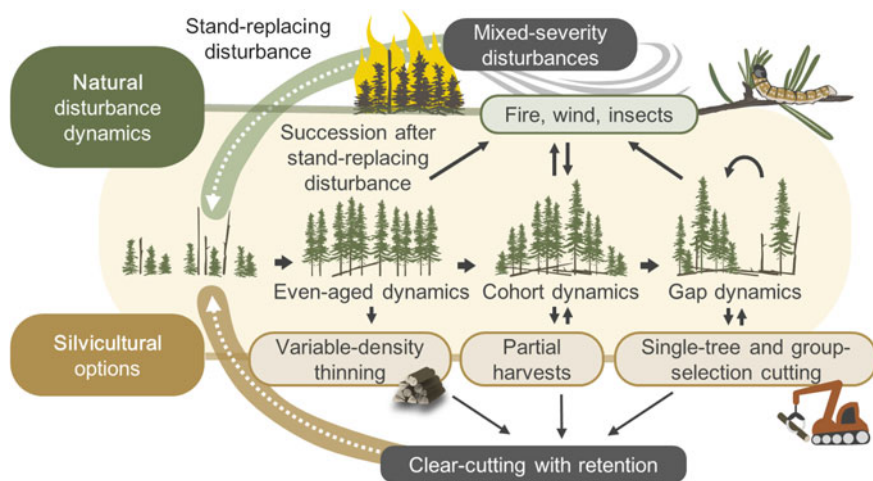 Stand-replacing
disturbance
Mixed-severity
disturbances
Natural
disturbance
dynamics
Fire, wind, insects
Succession after
stand-replacing
disturbance
Even-aged dynamics
Cohort dynamics
Gap dynamics
Silvicultural
options
Variable-density
thinning
Partial
harvests
Single-tree and group-
selection cutting
Clear-cutting with retention